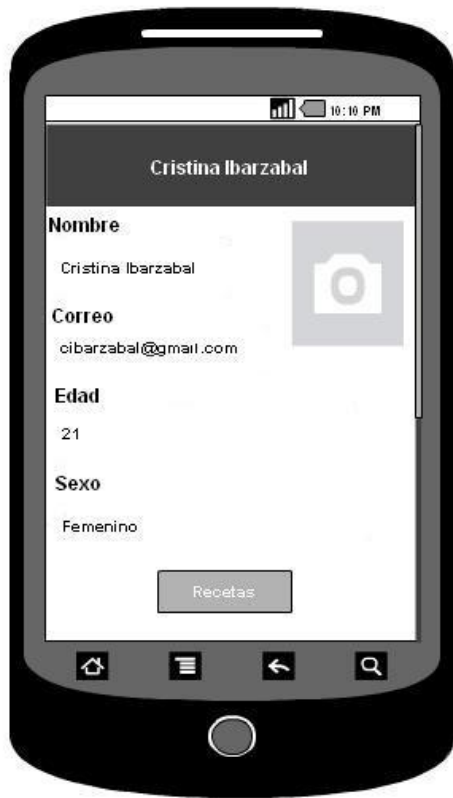 10:10 PM
Cristina Ibarzabal
Nombre
Cristina Ibarzabal
Correo
cibarzabal@gmail.com
Edad
21
Sexo
Femenino
Recetas